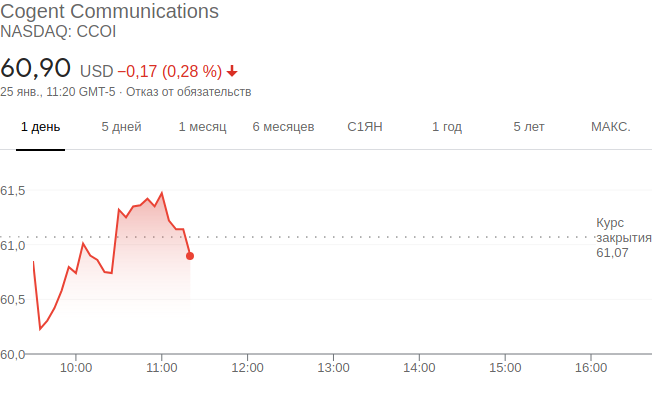 Cogent Communications
NASDAQ: CCOI
60,90 USD −0,17 (0,28 %)
25 янв., 11:20 GMT-5 · Отказ от обязательств
1 день 5 дней 1 месяц 6 месяцев С1ЯН 1 год 5 лет МАКС.
61,5
61,0
60,5
60,0
Курс
закрытия
61,07
10:00 11:00 12:00 13:00 14:00 15:00 16:00